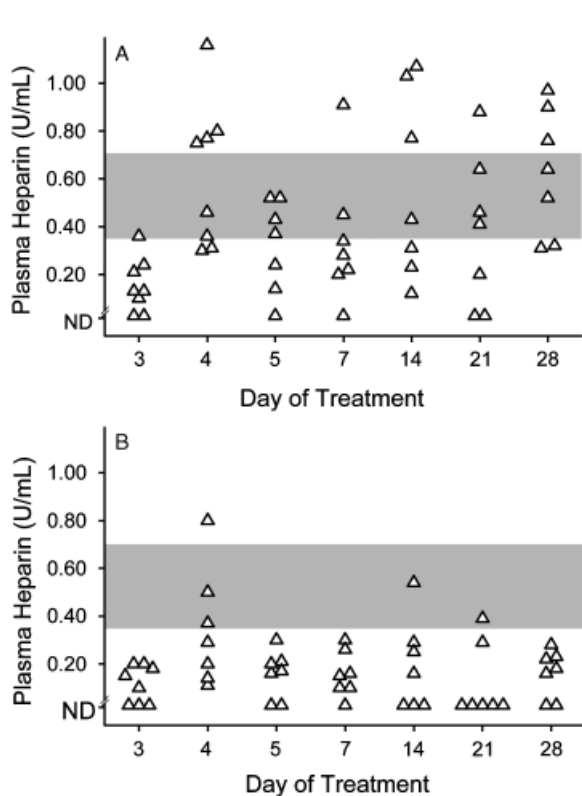 A
Plasma Heparin (U/mL)
1.00
0.80
0.60
0.40
0.20
ND
3 4 5 7 14 21 28
Day of Treatment
B
Plasma Heparin (U/mL)
1.00
0.80
0.60
0.40
0.20
ND
3 4 5 7 14 21 28
Day of Treatment